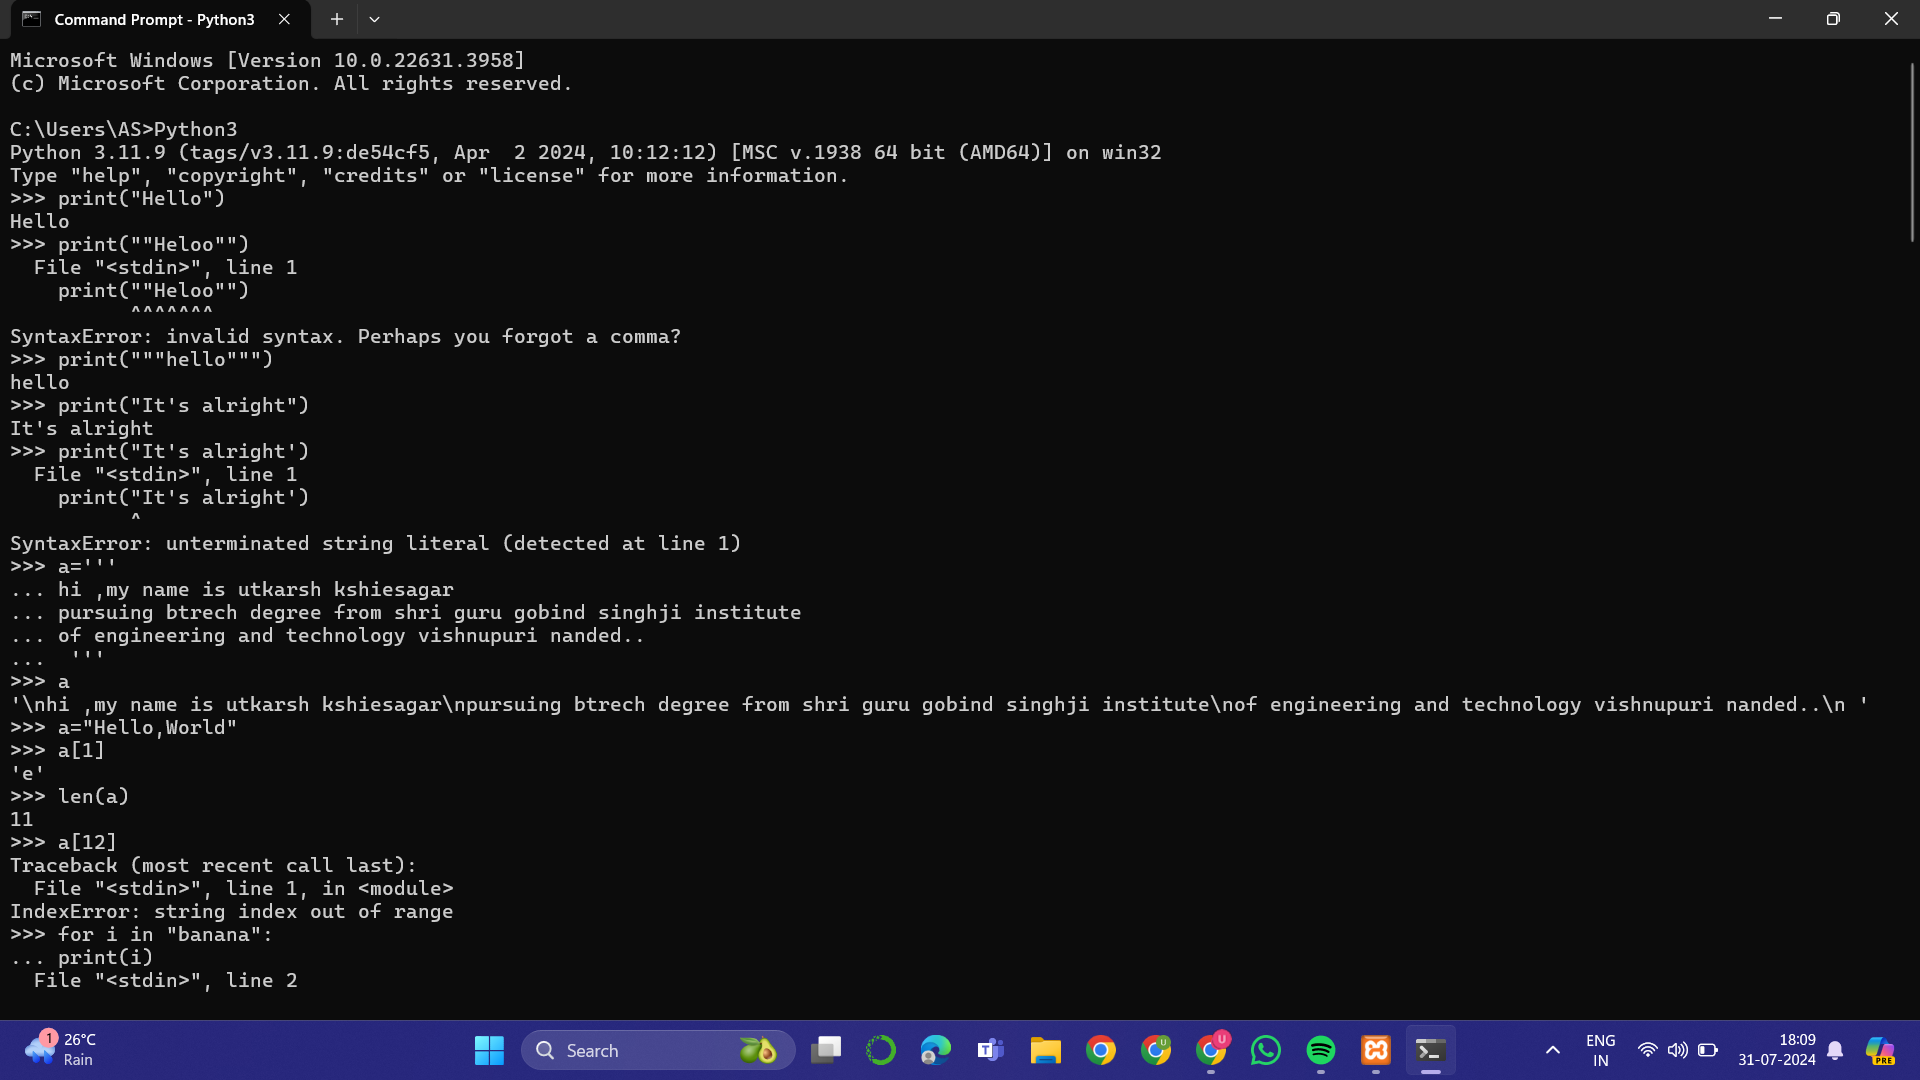 Command Prompt - Python3
Microsoft Windows [Version 10.0.22631.3958]
(c) Microsoft Corporation. All rights reserved.
C:\Users\AS>Python3
Python 3.11.9 (tags/v3.11.9:de54cf5, Apr  2 2024, 10:12:12) [MSC v.1938 64 bit (AMD64)] on win32
Type "help", "copyright", "credits" or "license" for more information.
>>> print("Hello")
Hello
>>> print(""Heloo"")
  File "<stdin>", line 1
    print(""Heloo"")
          ^^^^^^^
SyntaxError: invalid syntax. Perhaps you forgot a comma?
>>> print("""hello""")
hello
>>> print("It's alright")
It's alright
>>> print("It's alright')
  File "<stdin>", line 1
    print("It's alright')
          ^
SyntaxError: unterminated string literal (detected at line 1)
>>> a='''
... hi ,my name is utkarsh kshiesagar
... pursuing btrech degree from shri guru gobind singhji institute
... of engineering and technology vishnupuri nanded..
...  '''
>>> a
'\nhi ,my name is utkarsh kshiesagar\npursuing btrech degree from shri guru gobind singhji institute\nof engineering and technology vishnupuri nanded..\n '
>>> a="Hello,World"
>>> a[1]
'e'
>>> len(a)
11
>>> a[12]
Traceback (most recent call last):
  File "<stdin>", line 1, in <module>
IndexError: string index out of range
>>> for i in "banana":
... print(i)
  File "<stdin>", line 2
1
26°C
Rain
Search
U
U
ENG
IN
18:09
31-07-2024
PRE